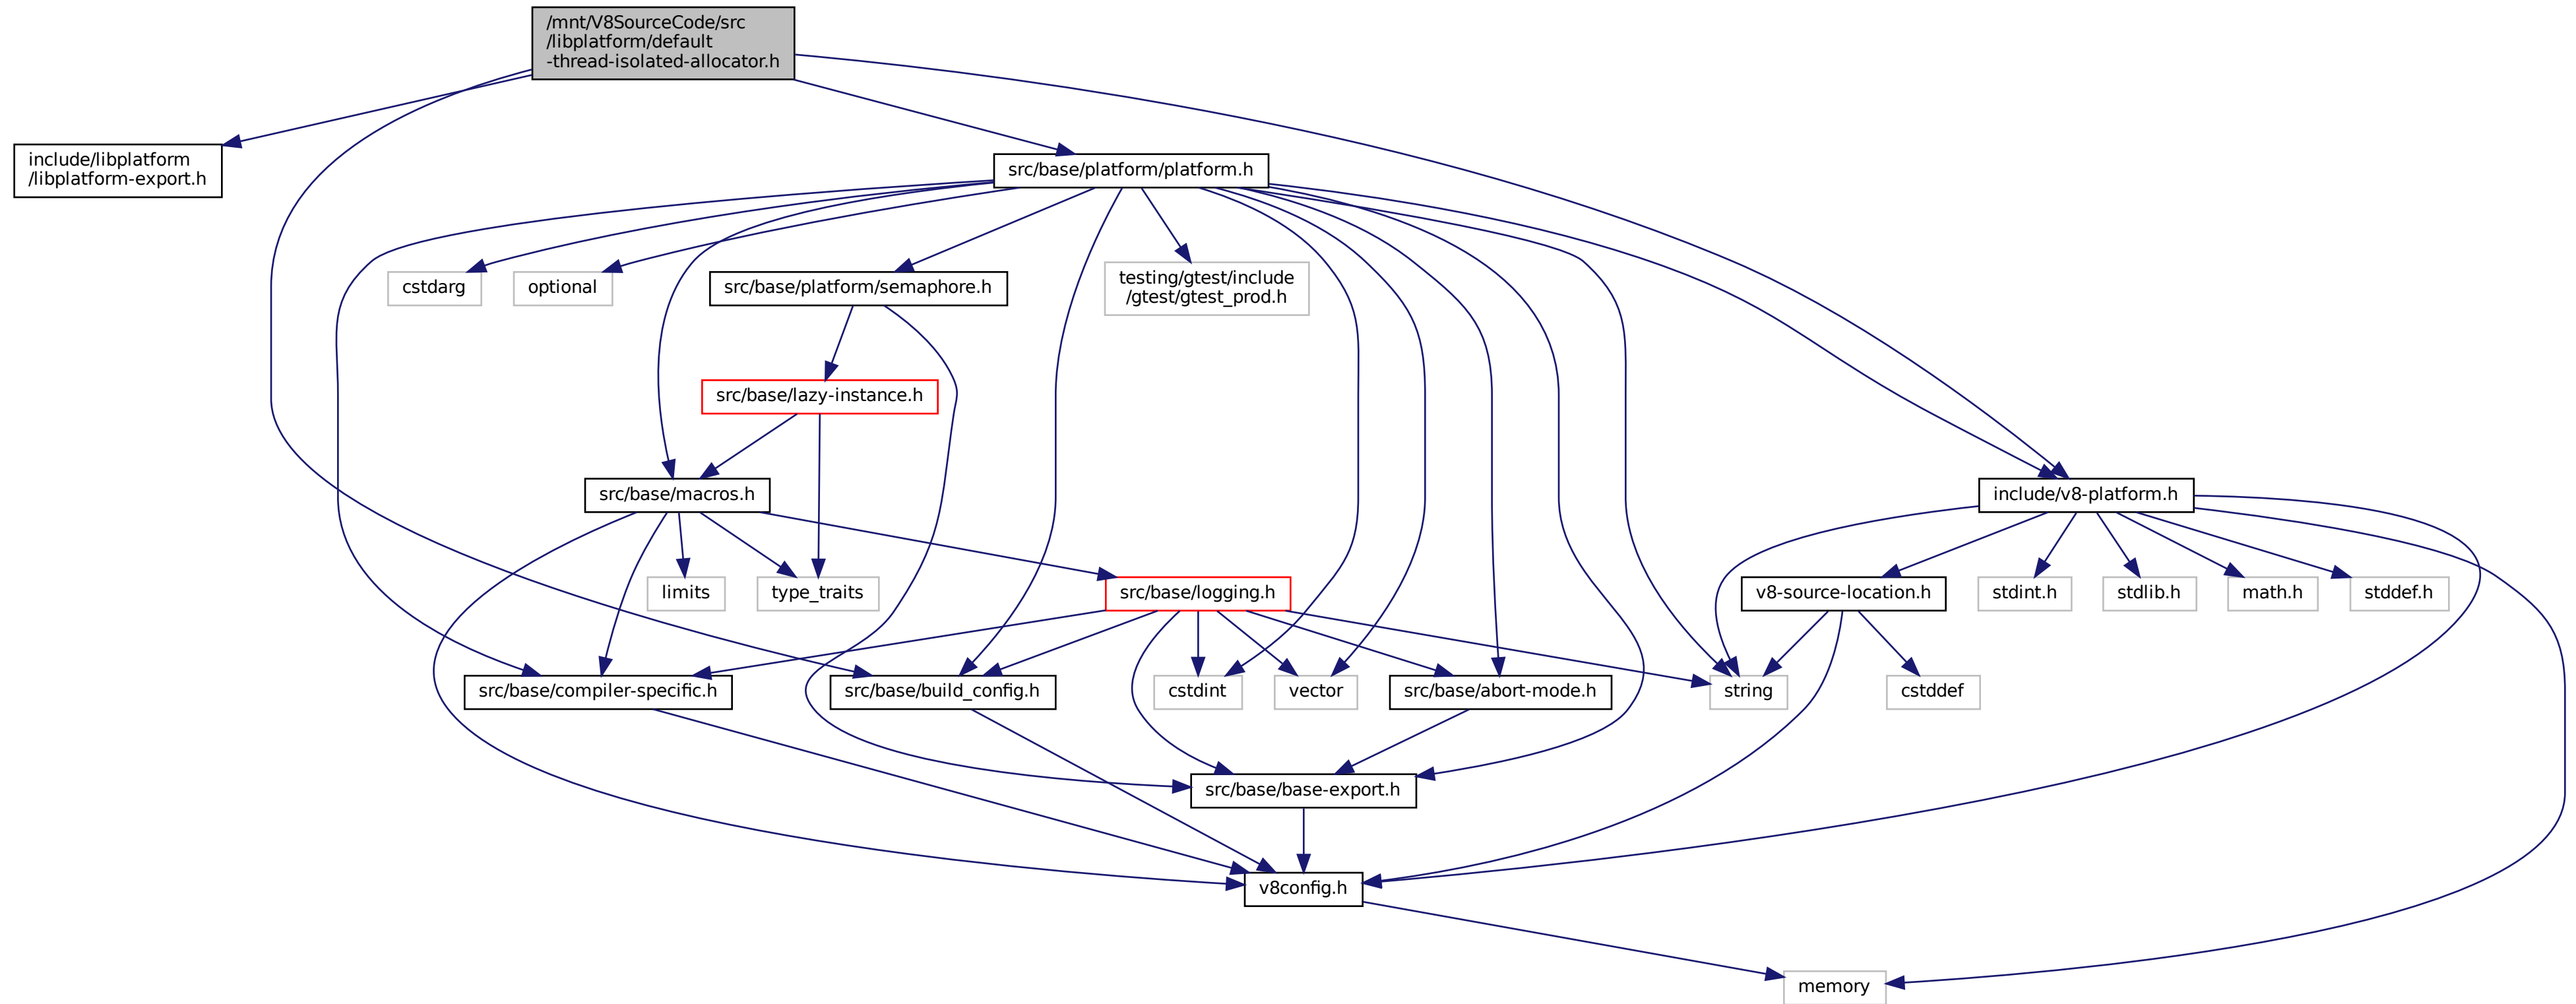 /mnt/V8SourceCode/src
/libplatform/default
-thread-isolated-allocator.h
include/libplatform
/libplatform-export.h
src/base/platform/platform.h
cstdarg
optional
src/base/platform/semaphore.h
testing/gtest/include
/gtest/gtest_prod.h
src/base/lazy-instance.h
src/base/macros.h
include/v8-platform.h
limits
type_traits
src/base/logging.h
v8-source-location.h
stdint.h
stdlib.h
math.h
stddef.h
src/base/compiler-specific.h
src/base/build_config.h
cstdint
vector
src/base/abort-mode.h
string
cstddef
src/base/base-export.h
v8config.h
memory